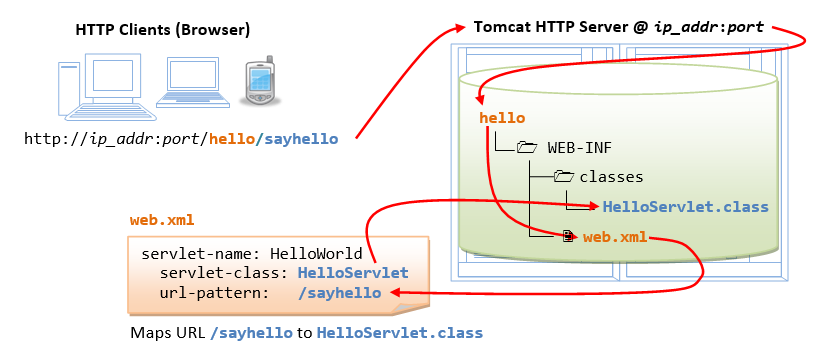 HTTP Clients (Browser)
http://ip_addr:port/hello/sayhello
Tomcat HTTP Server @ ip_addr:port
hello
WEB-INF
classes
HelloServlet.class
web.xml
web.xml
servlet-name: HelloWorld
servlet-class: HelloServlet
url-pattern: /sayhello
Maps URL /sayhello to HelloServlet.class